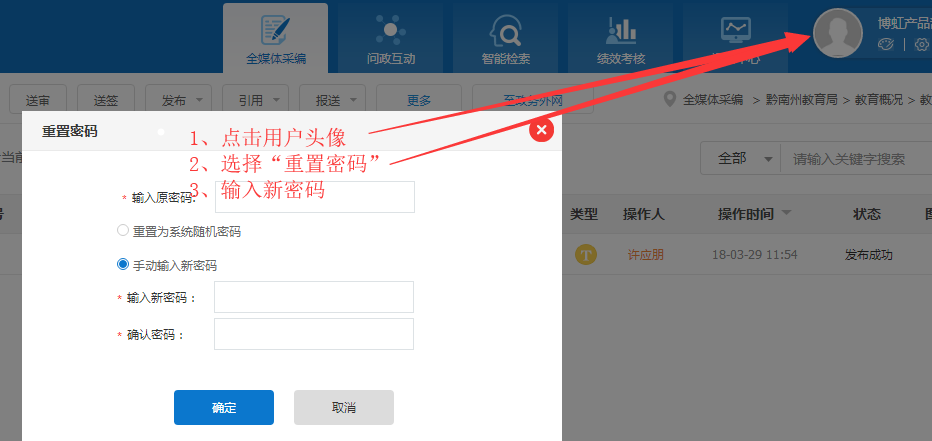 博虹产品
全媒体采编
问政互动
智能检索
绩效考核
中心
送审
送签
发布
引用
报送
更多
至政务外网
全媒体采编 > 黔南州教育局 > 教育概况 > 教
重置密码
1、点击用户头像
2、选择“重置密码”
3、输入新密码
当前
全部
请输入关键字搜索
* 输入原密码:
重置为系统随机密码
手动输入新密码
* 输入新密码：
* 确认密码：
确定
取消
号
类型
操作人
操作时间
状态
T
许应朋
18-03-29 11:54
发布成功